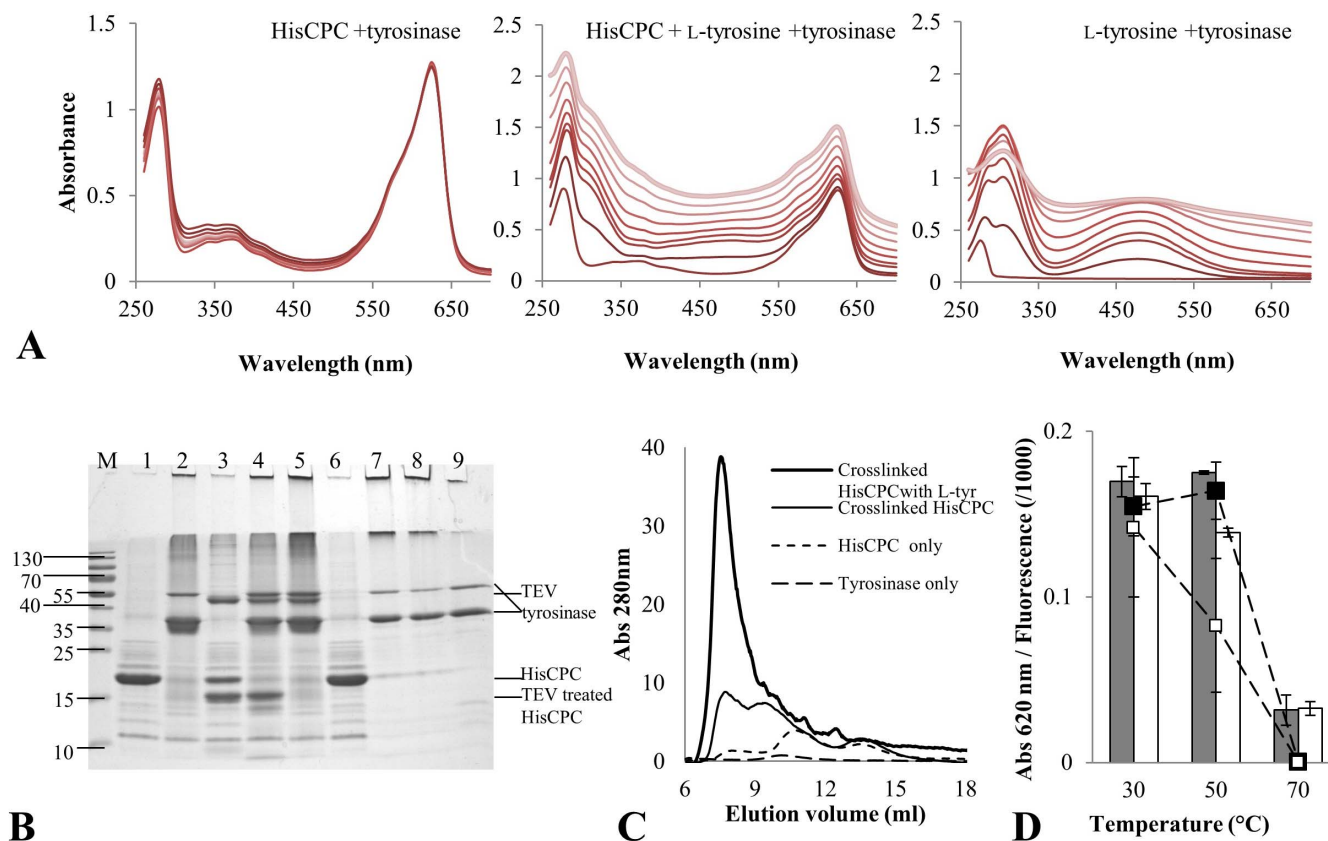 HisCPC +tyrosinase
HisCPC + L-tyrosine +tyrosinase
L-tyrosine +tyrosinase
Absorbance
1.5
1
0.5
0
250 350 450 550 650
2.5
2
1.5
1
0.5
0
250 350 450 550 650
2.5
2
1.5
1
0.5
0
250 350 450 550 650
Wavelength (nm)
Wavelength (nm)
Wavelength (nm)
A
M 1 2 3 4 5 6 7 8 9
130
70
55
40
35
25
15
10
TEV
tyrosinase
HisCPC
TEV treated
HisCPC
B
Abs 280nm
40
30
20
10
0
6 9 12 15 18
Elution volume (ml)
Crosslinked
HisCPCwith L-tyr
Crosslinked HisCPC
HisCPC only
Tyrosinase only
C
Abs 620 nm / Fluorescence (/1000)
0.2
0.1
0
30 50 70
Temperature (°C)
D